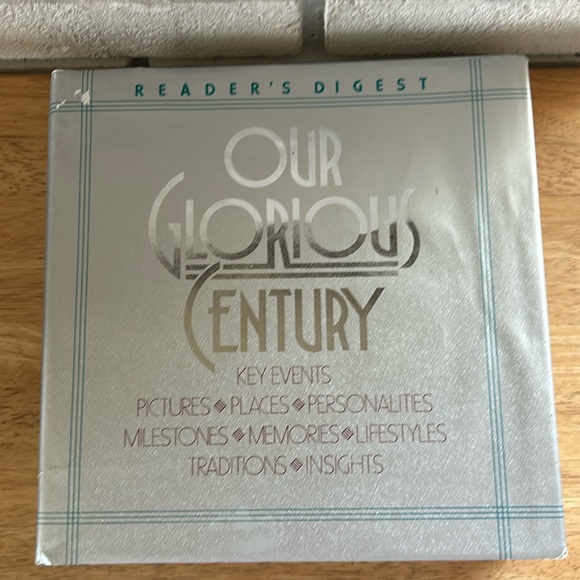 READER'S DIGEST
OUR
GLORIOUS
CENTURY
KEY EVENTS
PICTURES ◆ PLACES ◆ PERSONALITIES
MILESTONES ◆ MEMORIES ◆ LIFESTYLES
TRADITIONS ◆ INSIGHTS